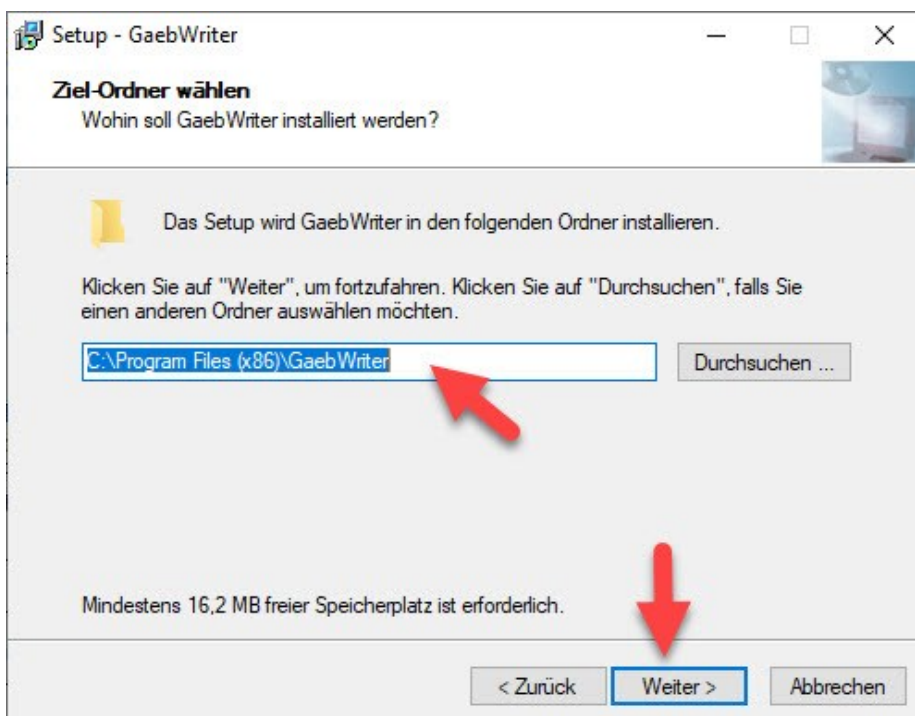 Setup - GaebWriter
Ziel-Ordner wählen
Wohin soll GaebWriter installiert werden?
Das Setup wird GaebWriter in den folgenden Ordner installieren.
Klicken Sie auf "Weiter", um fortzufahren. Klicken Sie auf "Durchsuchen", falls Sie
einen anderen Ordner auswählen möchten.
C:\Program Files (x86)\GaebWriter
Durchsuchen ...
Mindestens 16,2 MB freier Speicherplatz ist erforderlich.
< Zurück
Weiter >
Abbrechen